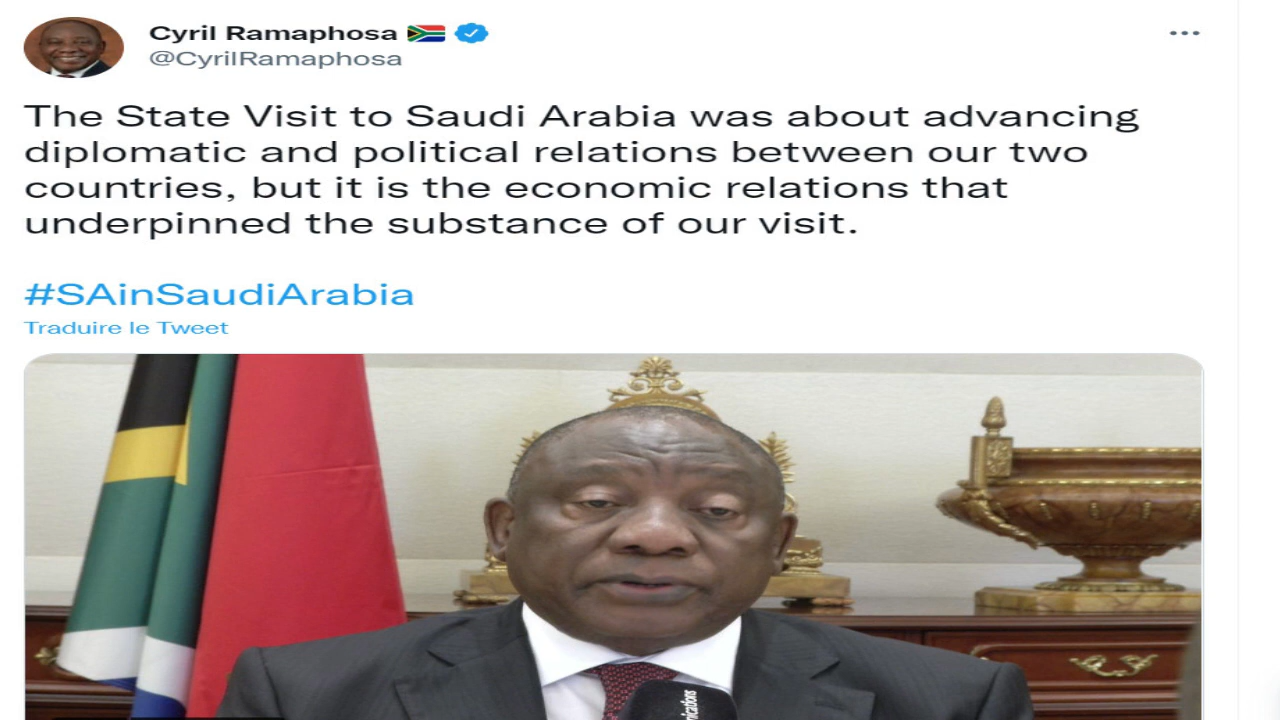 Cyril Ramaphosa
@CyrilRamaphosa
The State Visit to Saudi Arabia was about advancing
diplomatic and political relations between our two
countries, but it is the economic relations that
underpinned the substance of our visit.
#SAinSaudiArabia
Traduire le Tweet